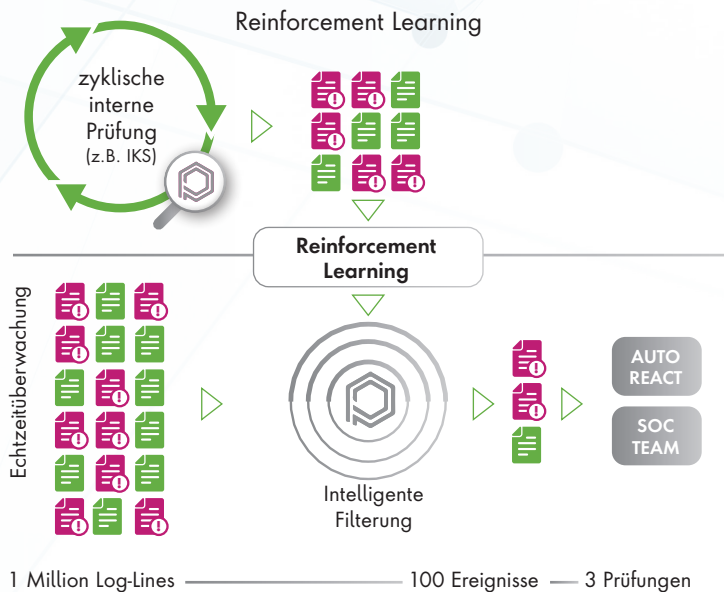 Reinforcement Learning
zyklische
interne
Prüfung
(z.B. IKS)
Reinforcement
Learning
Echtzeitüberwachung
AUTO
REACT
SOC
TEAM
Intelligente
Filterung
1 Million Log-Lines
100 Ereignisse
3 Prüfungen